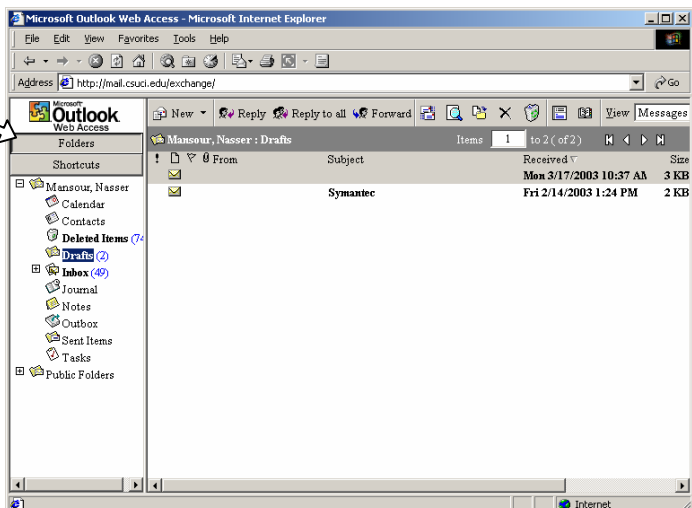 Microsoft Outlook Web Access - Microsoft Internet Explorer
File Edit View Favorites Tools Help
Address http://mail.csuci.edu/exchange/ Go
Microsoft Outlook Web Access
New Reply Reply to all Forward View Messages
Folders
Mansour, Nasser : Drafts Items 1 to 2 ( of 2 )
Shortcuts
! From Subject Received Size
Mon 3/17/2003 10:37 AM 3 KB
Symantec Fri 2/14/2003 1:24 PM 2 KB
Mansour, Nasser
Calendar
Contacts
Deleted Items (74
Drafts (2)
Inbox (49)
Journal
Notes
Outbox
Sent Items
Tasks
Public Folders
Internet